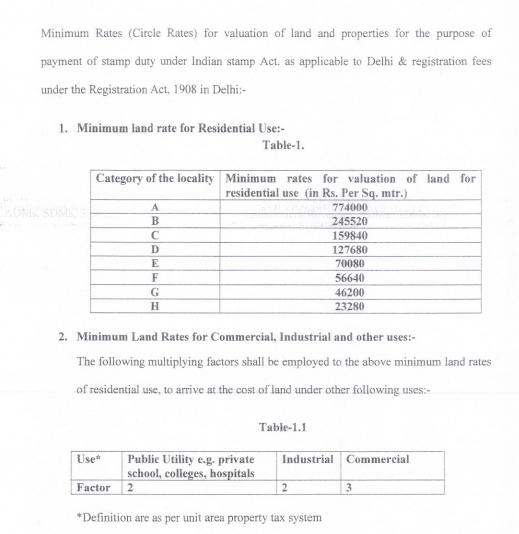 Minimum Rates (Circle Rates) for valuation of land and properties for the purpose of
payment of stamp duty under Indian stamp Act. as applicable to Delhi & registration fees
under the Registration Act, 1908 in Delhi:-
1. Minimum land rate for Residential Use:-
Table-1.
Category of the locality Minimum rates for valuation of land for
residential use (in Rs. Per Sq. mtr.)
A 774000
B 245520
C 159840
D 127680
E 70080
F 56640
G 46200
H 23280
2. Minimum Land Rates for Commercial, Industrial and other uses:-
The following multiplying factors shall be employed to the above minimum land rates
of residential use, to arrive at the cost of land under other following uses:-
Table-1.1
Use* Public Utility e.g. private Industrial Commercial
school, colleges, hospitals
Factor 2 2 3
*Definition are as per unit area property tax system